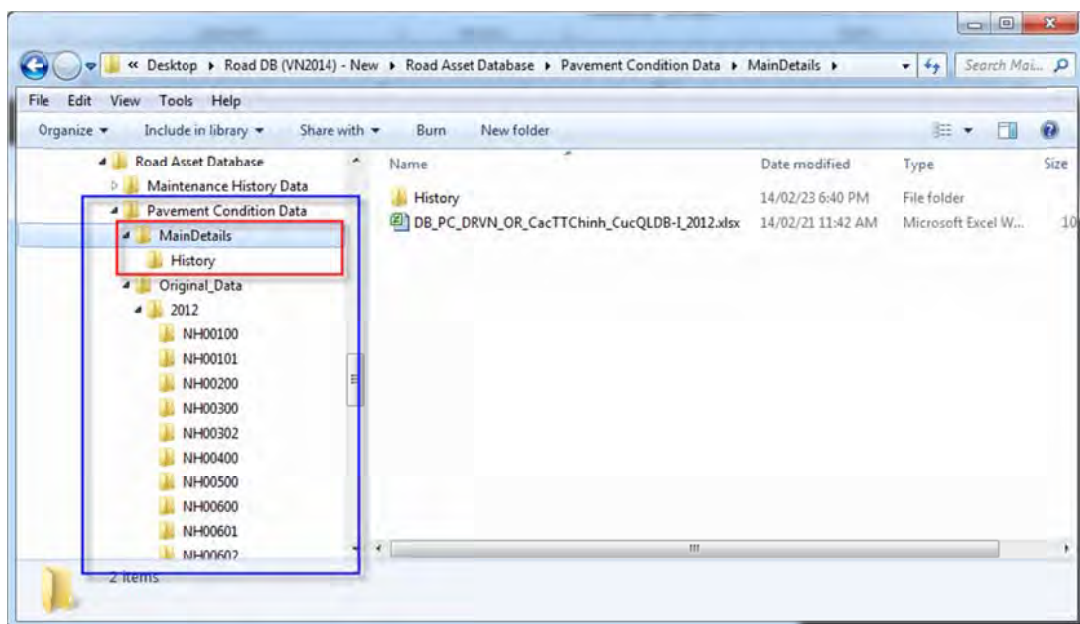 « Desktop ▸ Road DB (VN2014) - New ▸ Road Asset Database ▸ Pavement Condition Data ▸ MainDetails ▸ Search Mai...
File Edit View Tools Help
Organize ▾ Include in library ▾ Share with ▾ Burn New folder
Road Asset Database
Maintenance History Data
Pavement Condition Data
MainDetails
History
Original_Data
2012
NH00100
NH00101
NH00200
NH00300
NH00302
NH00400
NH00500
NH00600
NH00601
NH00602
Name Date modified Type Size
History 14/02/23 6:40 PM File folder
DB_PC_DRVN_OR_CacTTChinh_CucQLDB-I_2012.xlsx 14/02/21 11:42 AM Microsoft Excel W... 10
2 items